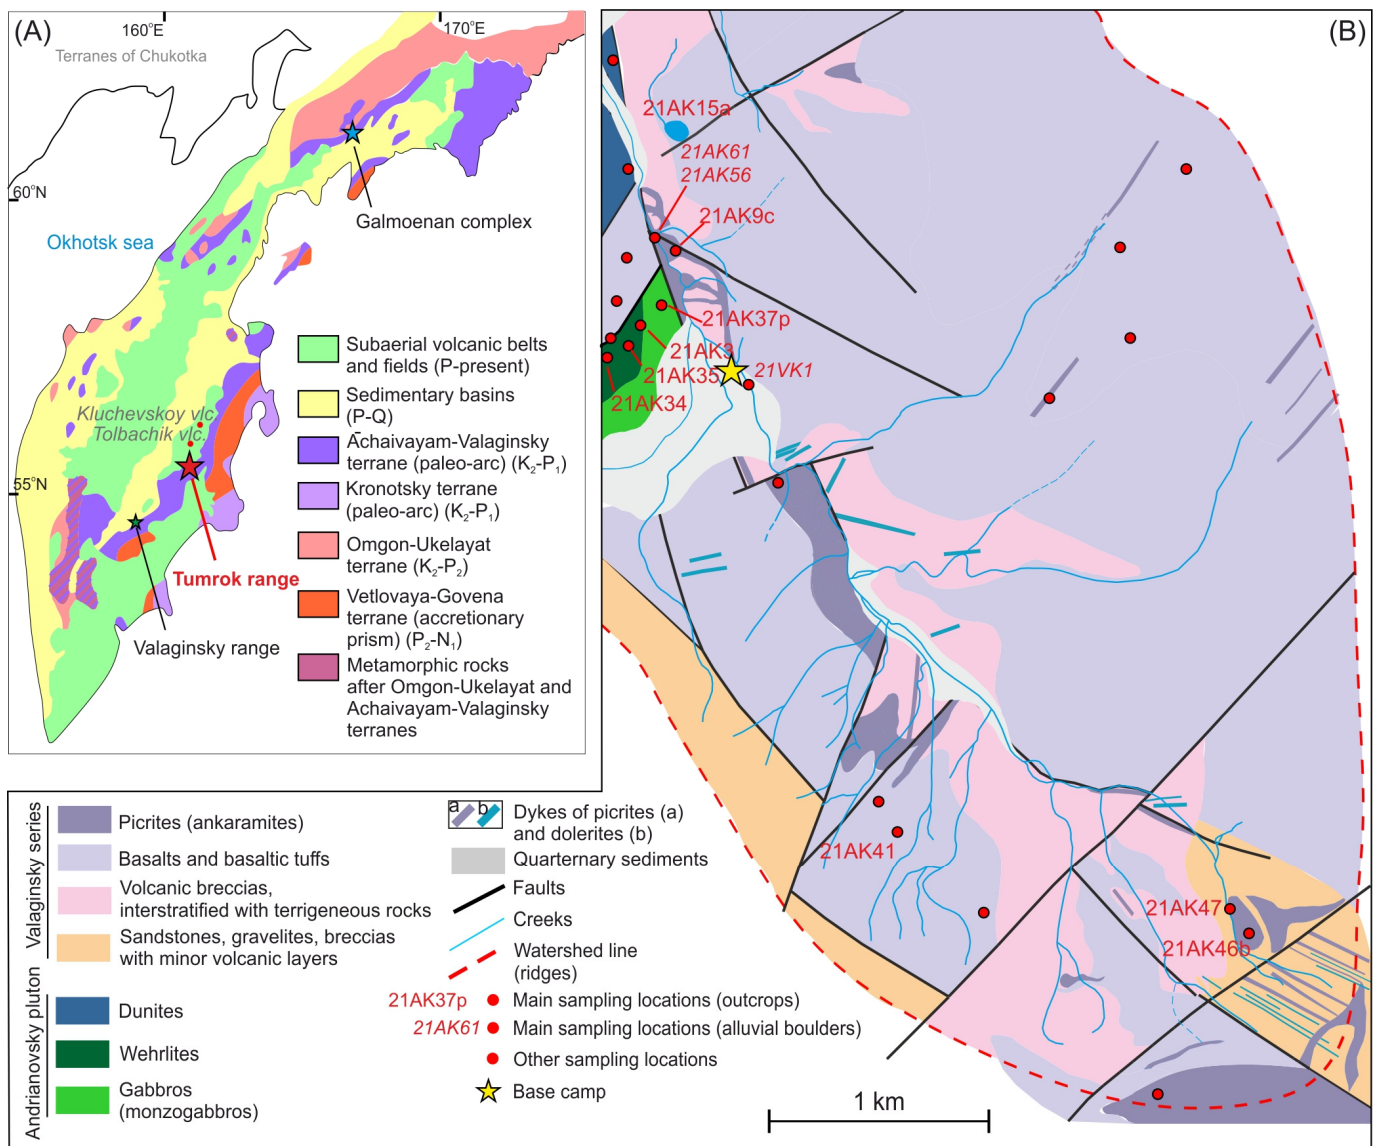 (A)
160°E
170°E
Terranes of Chukotka
60°N
Galmoenan complex
Okhotsk sea
Kluchevskoy vlc
Tolbachik vlc.
55°N
Tumrok range
Valaginsky range
Subaerial volcanic belts
and fields (P-present)
Sedimentary basins
(P-Q)
Achaivayam-Valaginsky
terrane (paleo-arc) (K₂-P₁)
Kronotsky terrane
(paleo-arc) (K₂-P₁)
Omgon-Ukelayat
terrane (K₂-P₂)
Vetlovaya-Govena
terrane (accretionary
prism) (P₂-N₁)
Metamorphic rocks
after Omgon-Ukelayat and
Achaivayam-Valaginsky
terranes
(B)
21AK15a
21AK61
21AK56
21AK9c
21AK37p
21AK3
21AK35
21VK1
21AK34
21AK41
21AK47
21AK46b
1 km
Valaginsky series
Picrites (ankaramites)
Basalts and basaltic tuffs
Volcanic breccias,
interstratified with terrigeneous rocks
Sandstones, gravelites, breccias
with minor volcanic layers
Andrianovsky pluton
Dunites
Wehrlites
Gabbros
(monzogabbros)
a b
Dykes of picrites (a)
and dolerites (b)
Quarternary sediments
Faults
Creeks
Watershed line
(ridges)
21AK37p Main sampling locations (outcrops)
21AK61 Main sampling locations (alluvial boulders)
Other sampling locations
Base camp